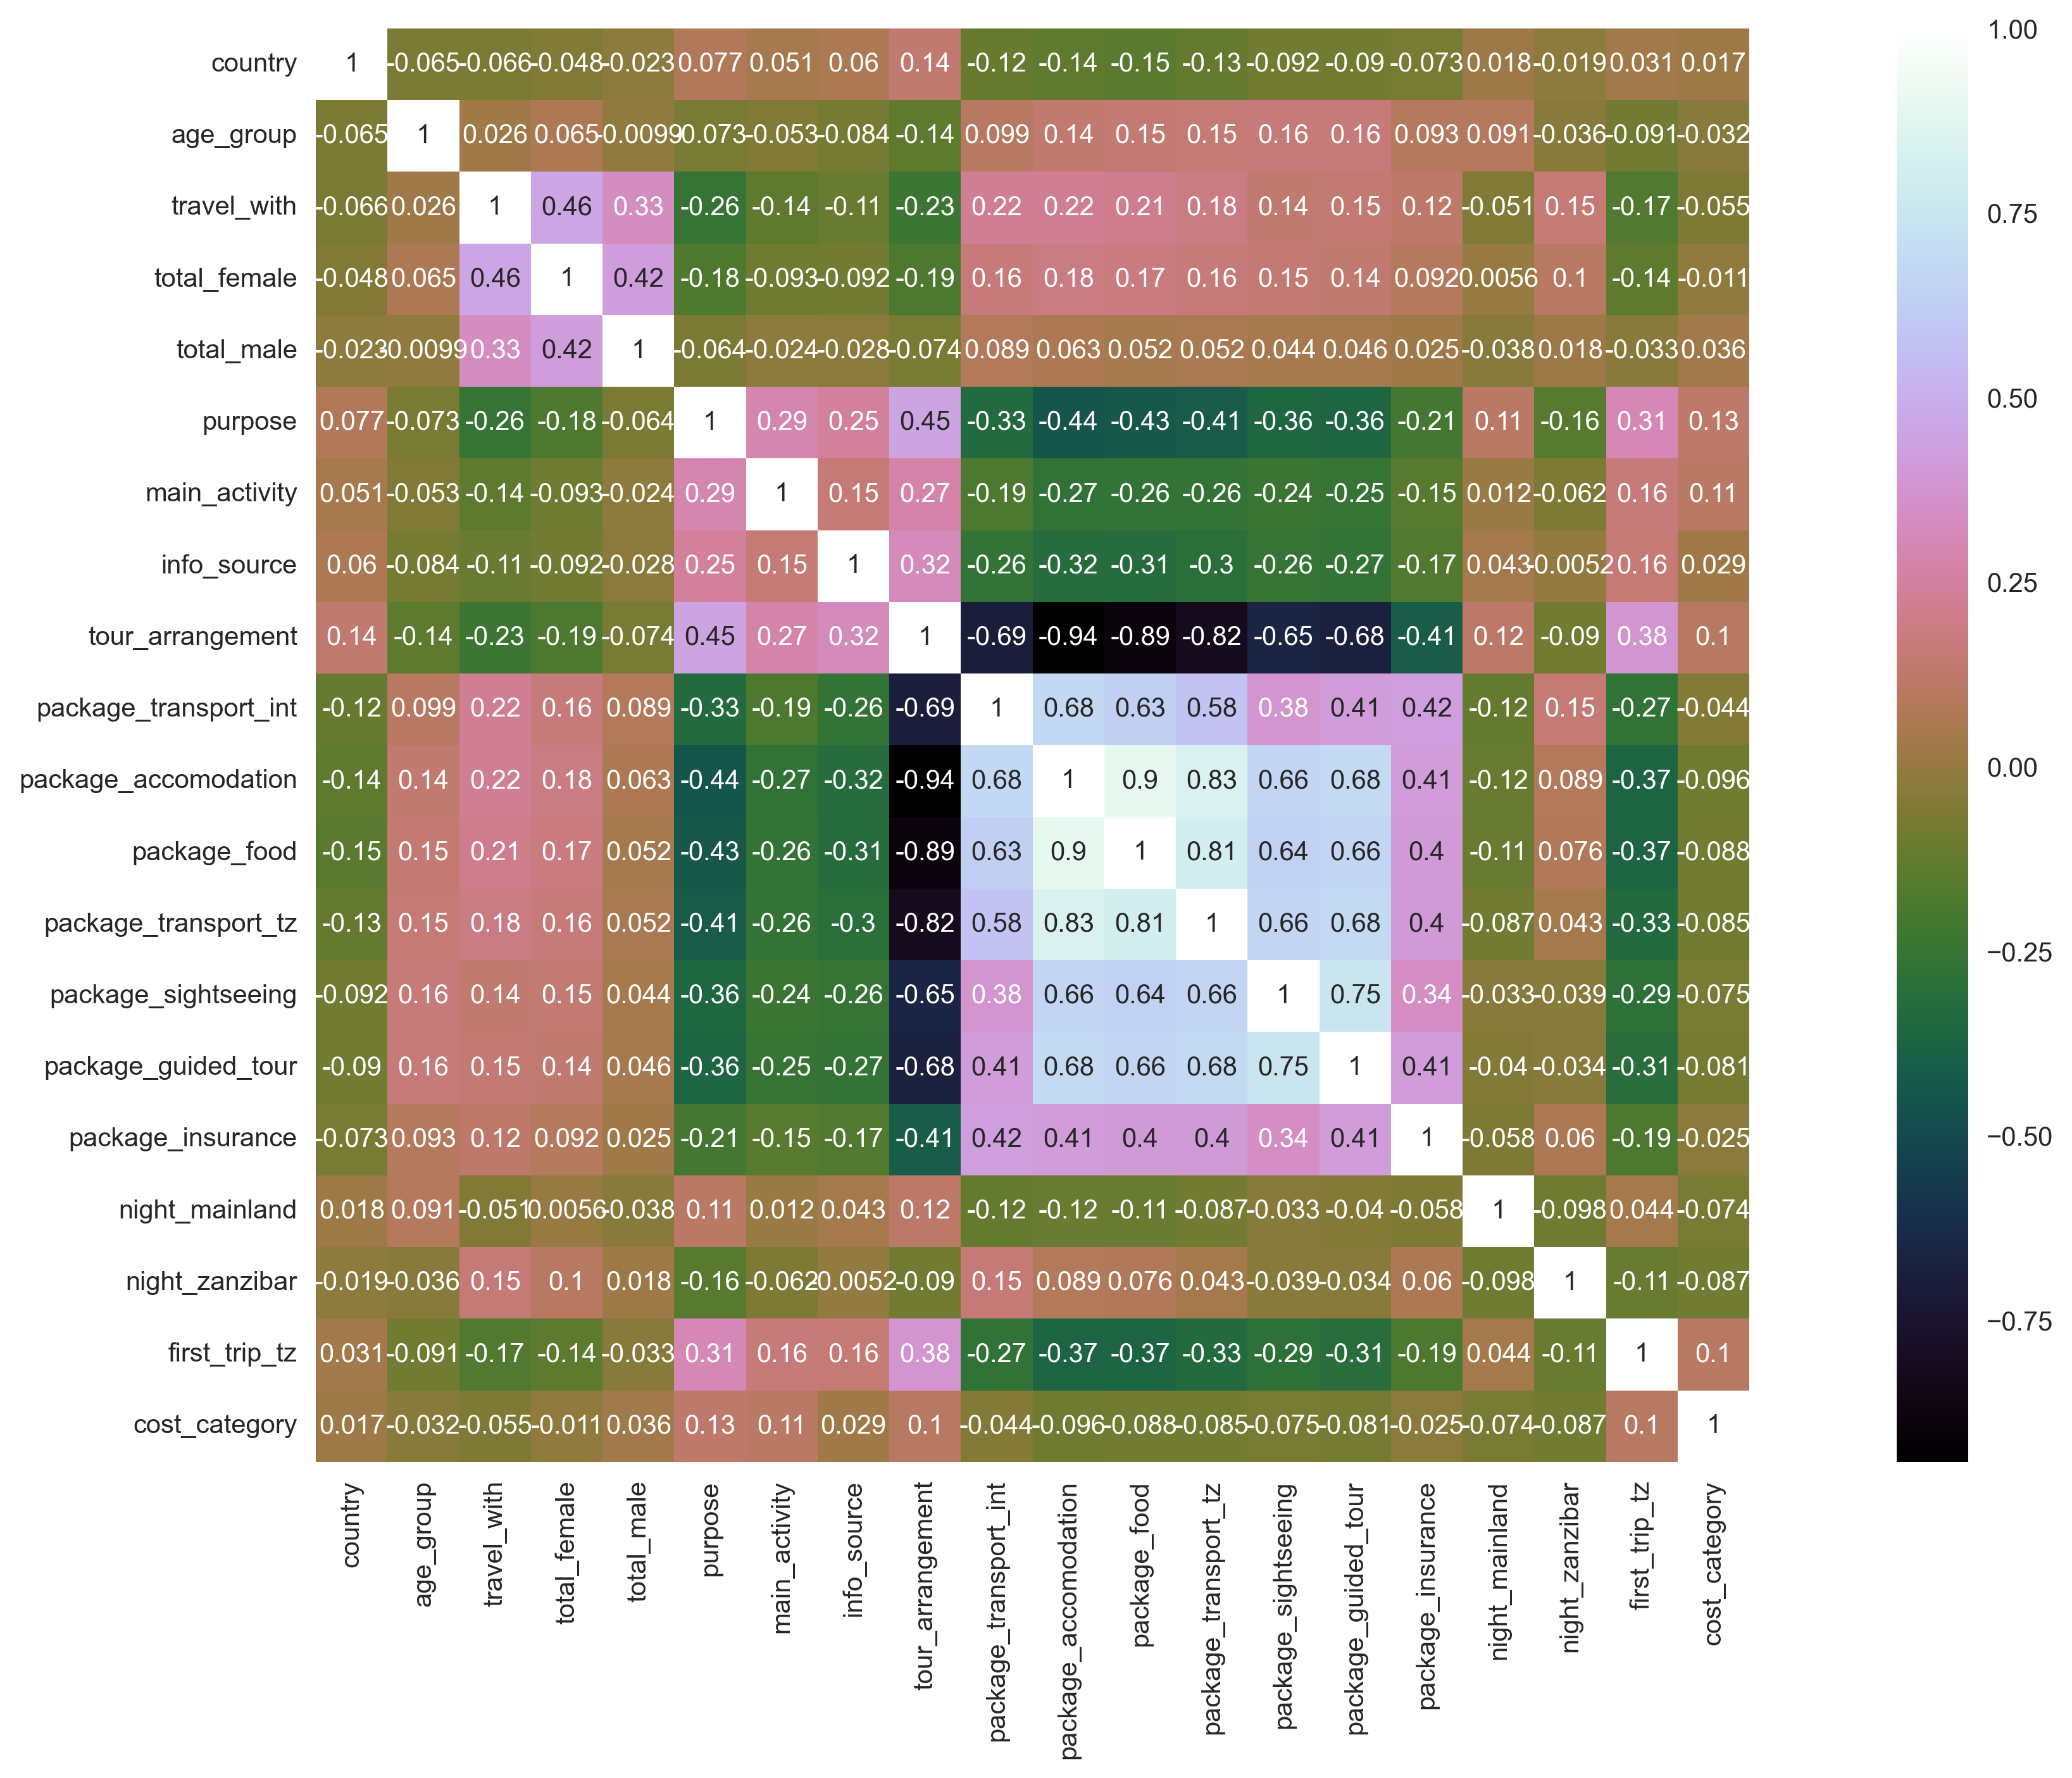 country 1 -0.065 -0.066 -0.048 -0.023 0.077 0.051 0.06 0.14 -0.12 -0.14 -0.15 -0.13 -0.092 -0.09 -0.073 0.018 -0.019 0.031 0.017
age_group -0.065 1 0.026 0.065 -0.0099 -0.073 -0.053 -0.084 -0.14 0.099 0.14 0.15 0.15 0.16 0.16 0.093 0.091 -0.036 -0.091 -0.032
travel_with -0.066 0.026 1 0.46 0.33 -0.26 -0.14 -0.11 -0.23 0.22 0.22 0.21 0.18 0.14 0.15 0.12 -0.051 0.15 -0.17 -0.055
total_female -0.048 0.065 0.46 1 0.42 -0.18 -0.093 -0.092 -0.19 0.16 0.18 0.17 0.16 0.15 0.14 0.092 0.0056 0.1 -0.14 -0.011
total_male -0.023 -0.0099 0.33 0.42 1 -0.064 -0.024 -0.028 -0.074 0.089 0.063 0.052 0.052 0.044 0.046 0.025 -0.038 0.018 -0.033 0.036
purpose 0.077 -0.073 -0.26 -0.18 -0.064 1 0.29 0.25 0.45 -0.33 -0.44 -0.43 -0.41 -0.36 -0.36 -0.21 0.11 -0.16 0.31 0.13
main_activity 0.051 -0.053 -0.14 -0.093 -0.024 0.29 1 0.15 0.27 -0.19 -0.27 -0.26 -0.26 -0.24 -0.25 -0.15 0.012 -0.062 0.16 0.11
info_source 0.06 -0.084 -0.11 -0.092 -0.028 0.25 0.15 1 0.32 -0.26 -0.32 -0.31 -0.3 -0.26 -0.27 -0.17 0.043 -0.0052 0.16 0.029
tour_arrangement 0.14 -0.14 -0.23 -0.19 -0.074 0.45 0.27 0.32 1 -0.69 -0.94 -0.89 -0.82 -0.65 -0.68 -0.41 0.12 -0.09 0.38 0.1
package_transport_int -0.12 0.099 0.22 0.16 0.089 -0.33 -0.19 -0.26 -0.69 1 0.68 0.63 0.58 0.38 0.41 0.42 -0.12 0.15 -0.27 -0.044
package_accomodation -0.14 0.14 0.22 0.18 0.063 -0.44 -0.27 -0.32 -0.94 0.68 1 0.9 0.83 0.66 0.68 0.41 -0.12 0.089 -0.37 -0.096
package_food -0.15 0.15 0.21 0.17 0.052 -0.43 -0.26 -0.31 -0.89 0.63 0.9 1 0.81 0.64 0.66 0.4 -0.11 0.076 -0.37 -0.088
package_transport_tz -0.13 0.15 0.18 0.16 0.052 -0.41 -0.26 -0.3 -0.82 0.58 0.83 0.81 1 0.66 0.68 0.4 -0.087 0.043 -0.33 -0.085
package_sightseeing -0.092 0.16 0.14 0.15 0.044 -0.36 -0.24 -0.26 -0.65 0.38 0.66 0.64 0.66 1 0.75 0.34 -0.033 -0.039 -0.29 -0.075
package_guided_tour -0.09 0.16 0.15 0.14 0.046 -0.36 -0.25 -0.27 -0.68 0.41 0.68 0.66 0.68 0.75 1 0.41 -0.04 -0.034 -0.31 -0.081
package_insurance -0.073 0.093 0.12 0.092 0.025 -0.21 -0.15 -0.17 -0.41 0.42 0.41 0.4 0.4 0.34 0.41 1 -0.058 0.06 -0.19 -0.025
night_mainland 0.018 0.091 -0.051 0.0056 -0.038 0.11 0.012 0.043 0.12 -0.12 -0.12 -0.11 -0.087 -0.033 -0.04 -0.058 1 -0.098 0.044 -0.074
night_zanzibar -0.019 -0.036 0.15 0.1 0.018 -0.16 -0.062 -0.0052 -0.09 0.15 0.089 0.076 0.043 -0.039 -0.034 0.06 -0.098 1 -0.11 -0.087
first_trip_tz 0.031 -0.091 -0.17 -0.14 -0.033 0.31 0.16 0.16 0.38 -0.27 -0.37 -0.37 -0.33 -0.29 -0.31 -0.19 0.044 -0.11 1 0.1
cost_category 0.017 -0.032 -0.055 -0.011 0.036 0.13 0.11 0.029 0.1 -0.044 -0.096 -0.088 -0.085 -0.075 -0.081 -0.025 -0.074 -0.087 0.1 1
country
age_group
travel_with
total_female
total_male
purpose
main_activity
info_source
tour_arrangement
package_transport_int
package_accomodation
package_food
package_transport_tz
package_sightseeing
package_guided_tour
package_insurance
night_mainland
night_zanzibar
first_trip_tz
cost_category
1.00
0.75
0.50
0.25
0.00
−0.25
−0.50
−0.75